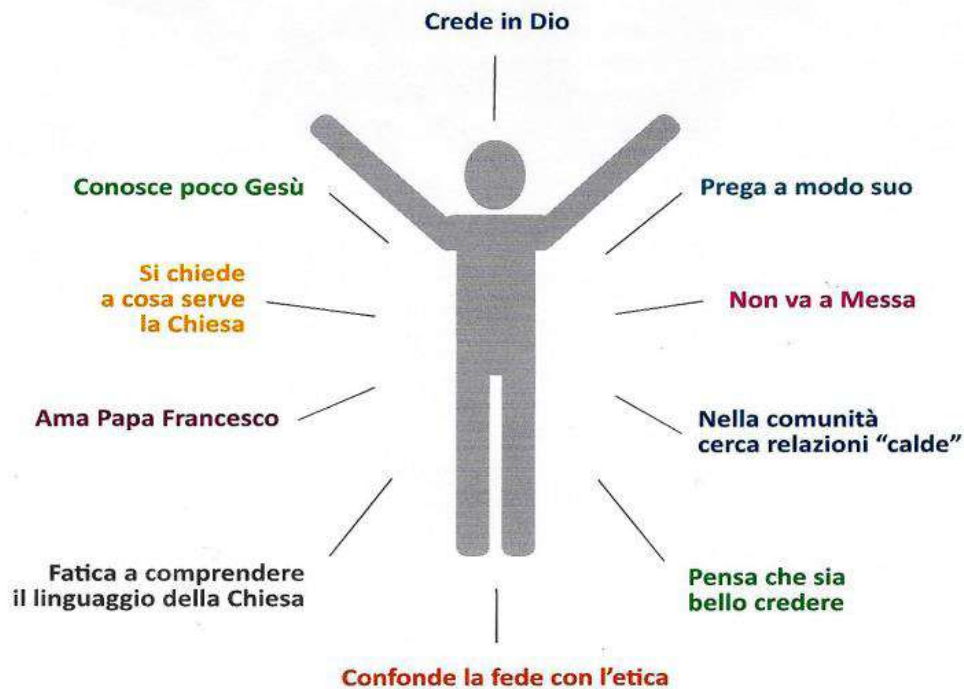 Crede in Dio
Conosce poco Gesù
Prega a modo suo
Si chiede
a cosa serve
la Chiesa
Non va a Messa
Ama Papa Francesco
Nella comunità
cerca relazioni “calde”
Fatica a comprendere
il linguaggio della Chiesa
Pensa che sia
bello credere
Confonde la fede con l’etica